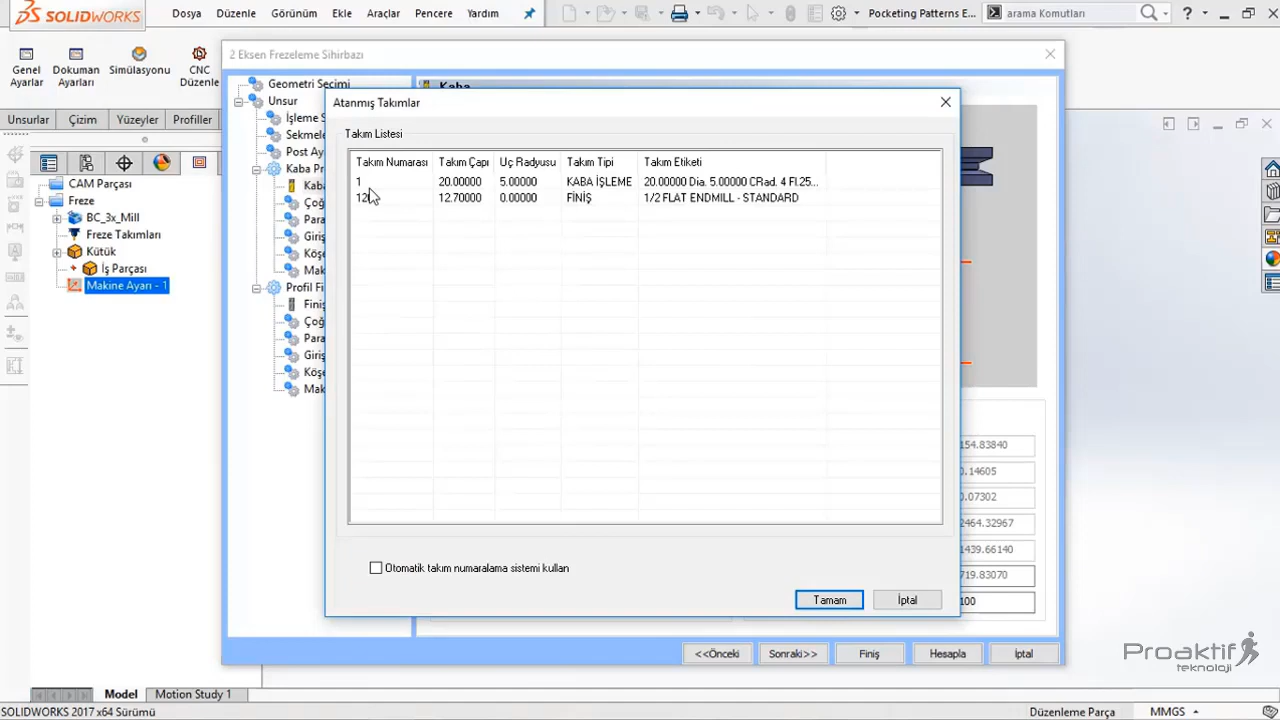 SOLIDWORKS
Dosya Düzenle Görünüm Ekle Araçlar Pencere Yardım
Pocketing Patterns E...
arama Komutları
Genel Ayarlar
Dokuman Ayarları
Simülasyonu
CNC Düzenle
Unsurlar Çizim Yüzeyler Profiller
CAM Parçası
Freze
BC_3x_Mill
Freze Takımları
Kütük
İş Parçası
Makine Ayarı - 1
2 Eksen Frezeleme Sihirbazı
Geometri Seçimi
Unsur
İşleme S
Sekmele
Post Ay
Kaba Pr
Kaba
Çoğ
Para
Giriş
Köşe
Mak
Profil Fi
Finiş
Çoğ
Para
Giriş
Köşe
Mak
Kaba
Atanmış Takımlar
Takım Listesi
Takım Numarası Takım Çapı Uç Radyusu Takım Tipi Takım Etiketi
1 20.00000 5.00000 KABA İŞLEME 20.00000 Dia. 5.00000 CRad. 4 Fl.25...
12.70000 0.00000 FİNİŞ 1/2 FLAT ENDMILL - STANDARD
Otomatik takım numaralama sistemi kullan
Tamam İptal
154.83840
0.14605
0.07302
2464.32967
1439.66140
719.83070
100
<<Önceki Sonraki>> Finiş Hesapla İptal
Proaktif
teknoloji
Model Motion Study 1
SOLIDWORKS 2017 x64 Sürümü
Düzenleme Parça MMGS